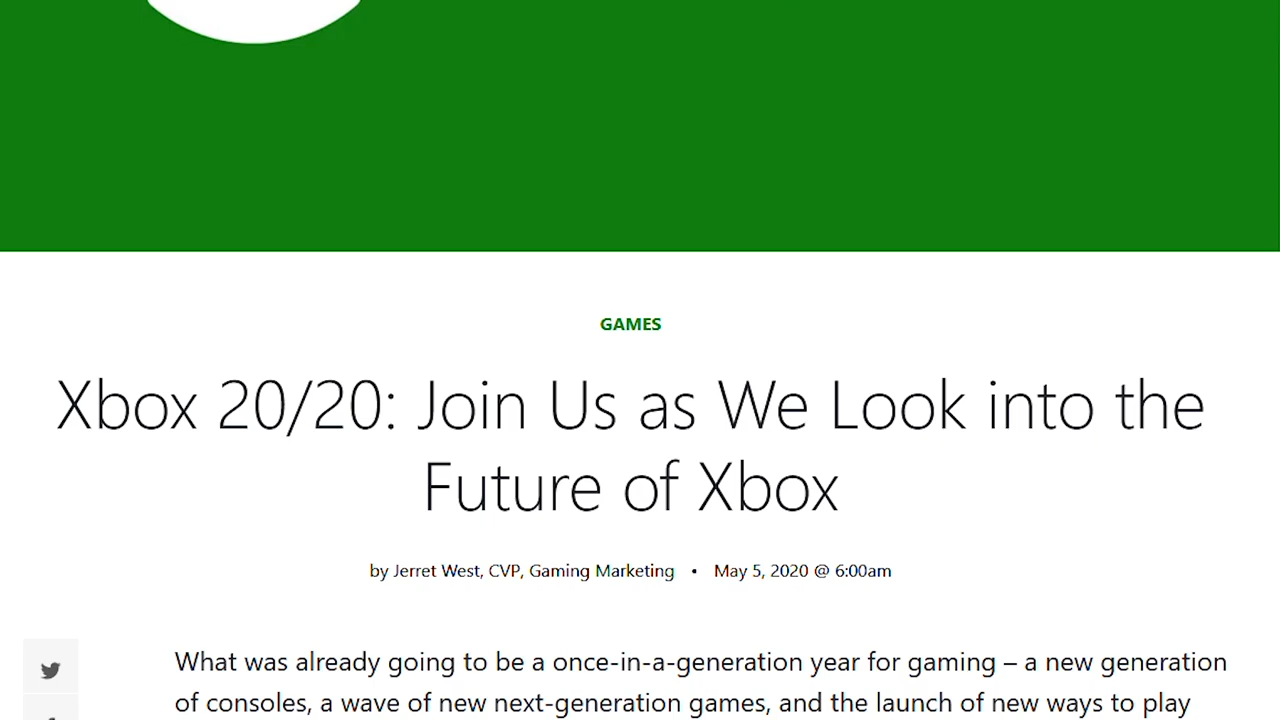 GAMES
Xbox 20/20: Join Us as We Look into the
Future of Xbox
by Jerret West, CVP, Gaming Marketing • May 5, 2020 @ 6:00am
What was already going to be a once-in-a-generation year for gaming – a new generation
of consoles, a wave of new next-generation games, and the launch of new ways to play